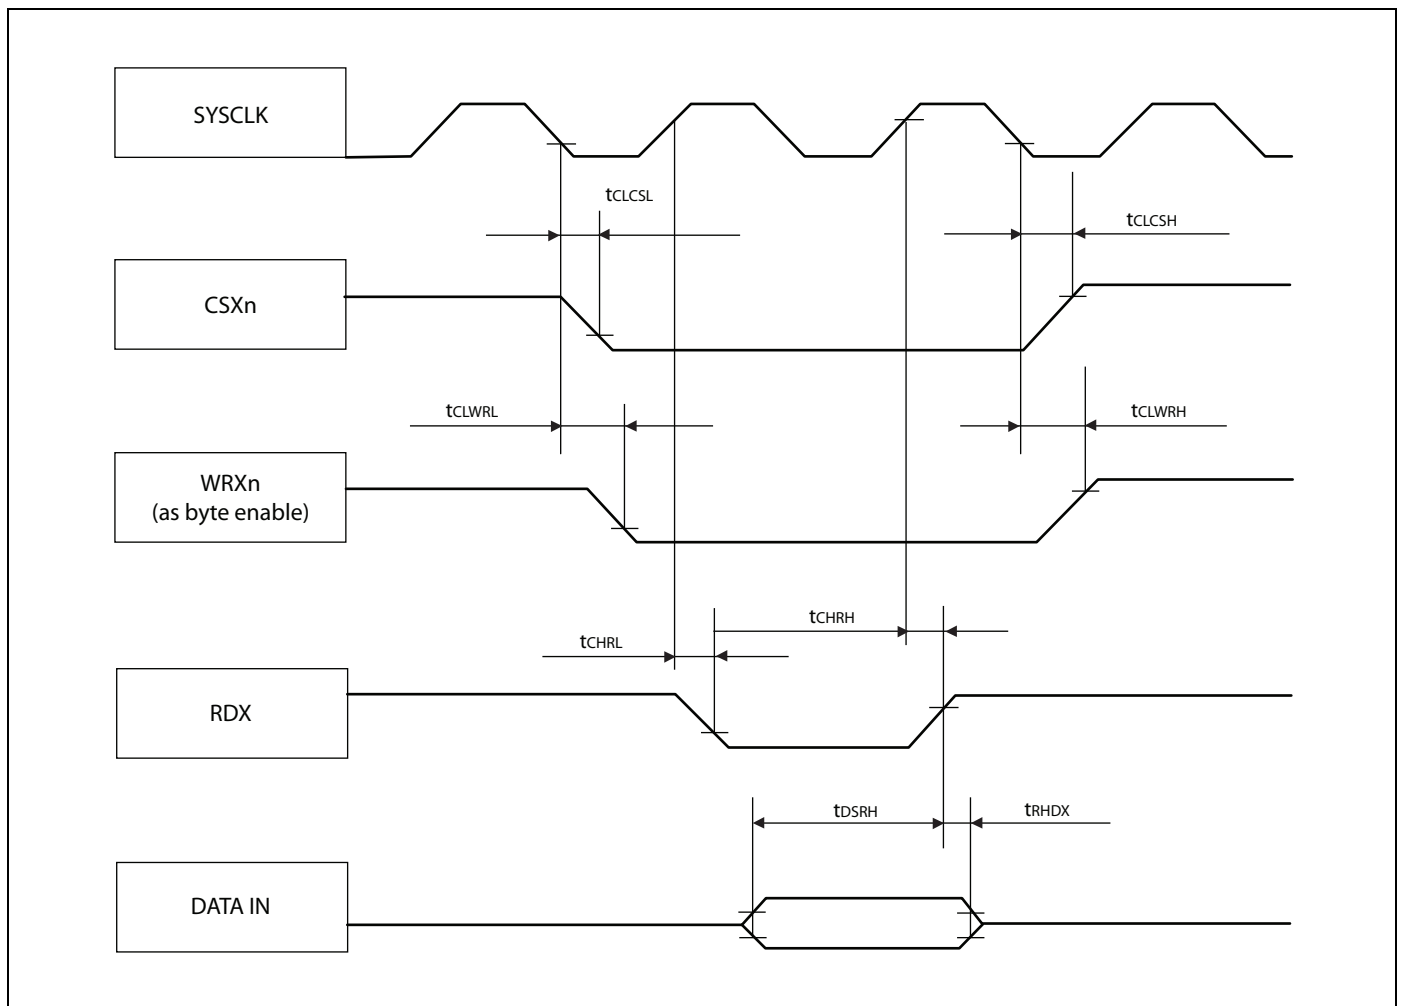 SYSCLK
tCLCSL
tCLCSH
CSXn
tCLWRL
tCLWRH
WRXn
(as byte enable)
tCHRH
tCHRL
RDX
tDSRH
tRHDX
DATA IN